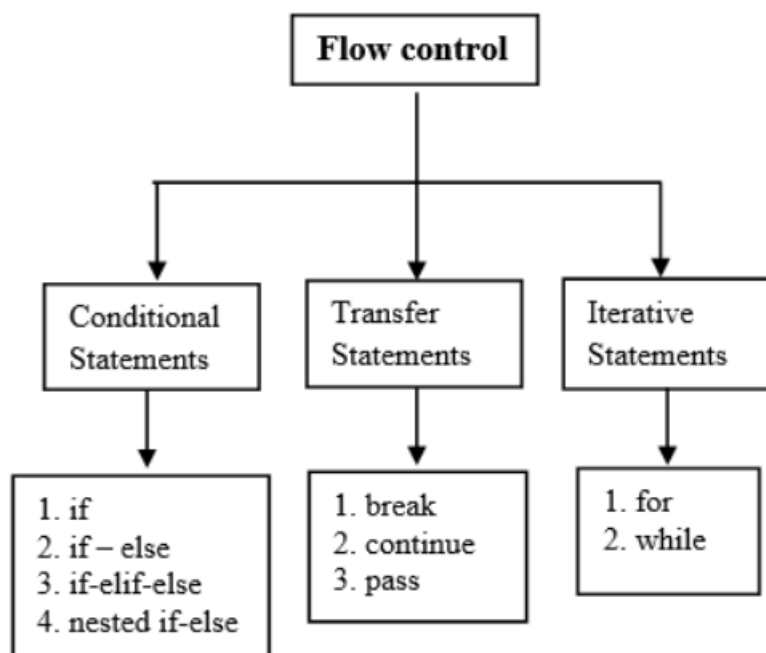 Flow control
Conditional
Statements
Transfer
Statements
Iterative
Statements
1. if
2. if – else
3. if-elif-else
4. nested if-else
1. break
2. continue
3. pass
1. for
2. while